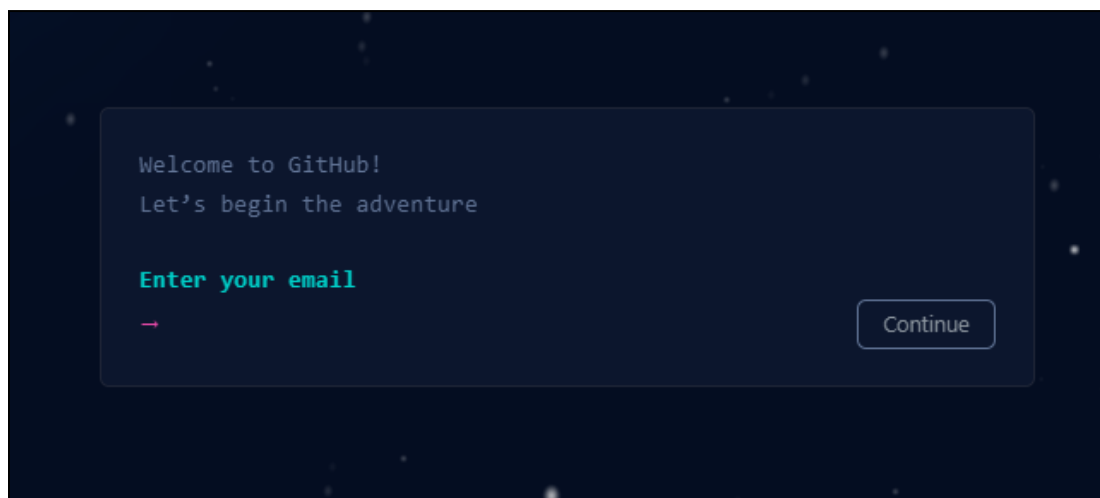 Welcome to GitHub!
Let’s begin the adventure
Enter your email
→
Continue